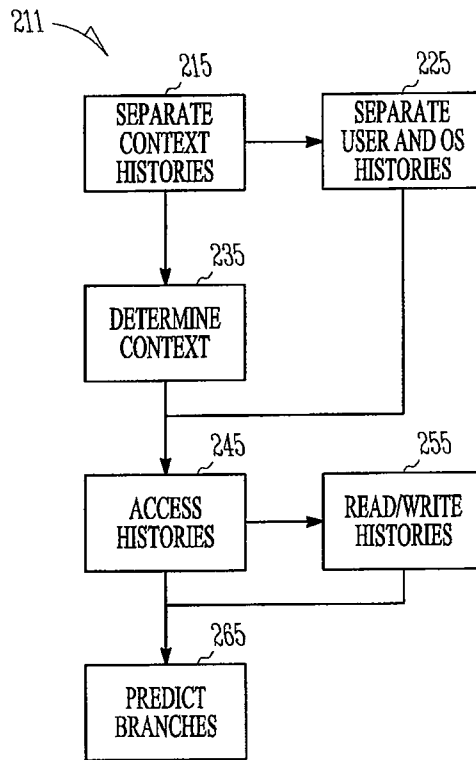 211
215
SEPARATE
CONTEXT
HISTORIES
225
SEPARATE
USER AND OS
HISTORIES
235
DETERMINE
CONTEXT
245
ACCESS
HISTORIES
255
READ/WRITE
HISTORIES
265
PREDICT
BRANCHES